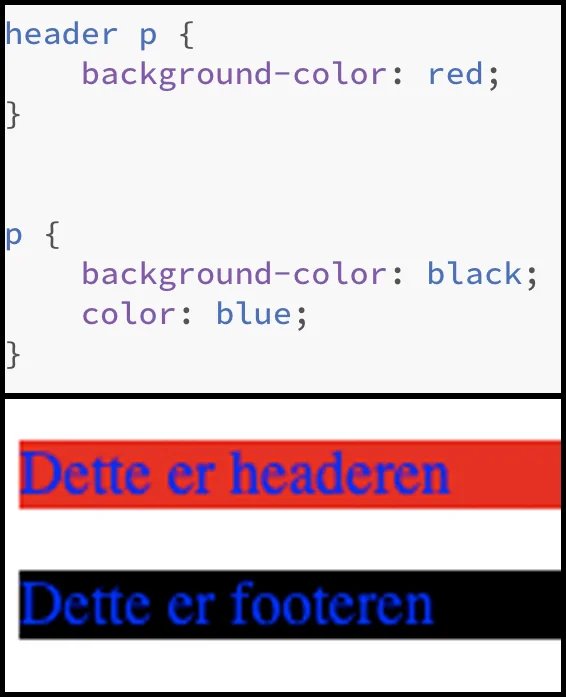 header p {
    background-color: red;
}
p {
    background-color: black;
    color: blue;
}
Dette er headeren
Dette er footeren